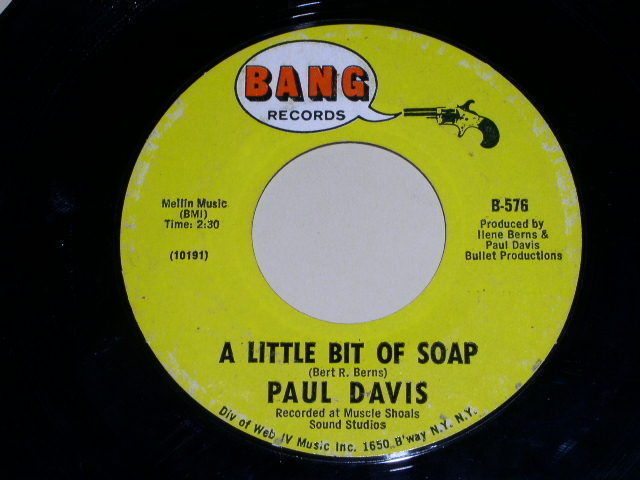 BANG
RECORDS
Mellin Music
(BMI)
Time: 2:30
(10191)
B-576
Produced by
Ilene Berns &
Paul Davis
Bullet Productions
A LITTLE BIT OF SOAP
(Bert R. Berns)
PAUL DAVIS
Recorded at Muscle Shoals
Sound Studios
Div of Web IV Music Inc. 1650 B'way N.Y. N.Y.